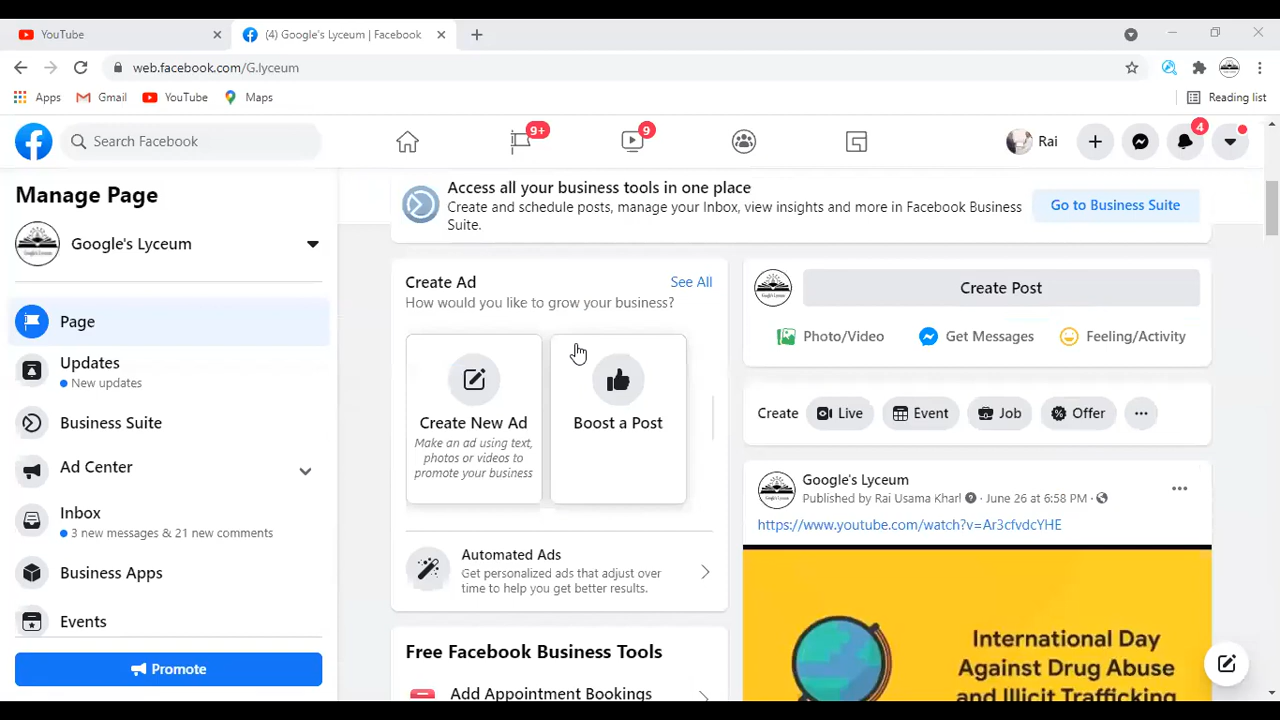 YouTube
(4) Google's Lyceum | Facebook
web.facebook.com/G.lyceum
Apps
Gmail
YouTube
Maps
Reading list
Search Facebook
9+
9
Rai
4
Manage Page
Google's Lyceum
Page
Updates
New updates
Business Suite
Ad Center
Inbox
3 new messages & 21 new comments
Business Apps
Events
Promote
Access all your business tools in one place
Create and schedule posts, manage your Inbox, view insights and more in Facebook Business
Suite.
Go to Business Suite
Create Ad
See All
How would you like to grow your business?
Create New Ad
Make an ad using text,
photos or videos to
promote your business
Boost a Post
Automated Ads
Get personalized ads that adjust over
time to help you get better results.
Free Facebook Business Tools
Add Appointment Bookings
Create Post
Photo/Video
Get Messages
Feeling/Activity
Create
Live
Event
Job
Offer
Google's Lyceum
Published by Rai Usama Kharl · June 26 at 6:58 PM ·
https://www.youtube.com/watch?v=Ar3cfvdcYHE
International Day
Against Drug Abuse
and Illicit Trafficking